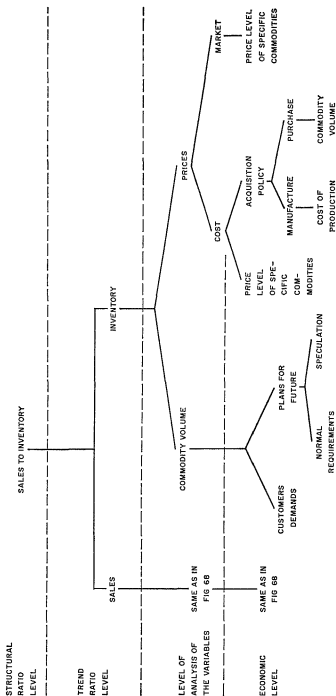 STRUCTURAL
RATIO
LEVEL
SALES TO INVENTORY
TREND
RATIO
LEVEL
SALES
INVENTORY
LEVEL OF
ANALYSIS OF
THE VARIABLES
SAME AS IN
FIG 6B
COMMODITY VOLUME
PRICES
COST
MARKET
ECONOMIC
LEVEL
SAME AS IN
FIG 6B
CUSTOMERS
DEMANDS
PLANS FOR
FUTURE
NORMAL
REQUIREMENTS
SPECULATION
PRICE
LEVEL
OF SPE-
CIFIC
COM-
MODITIES
ACQUISITION
POLICY
MANUFACTURE
COST OF
PRODUCTION
PURCHASE
COMMODITY
VOLUME
PRICE LEVEL
OF SPECIFIC
COMMODITIES